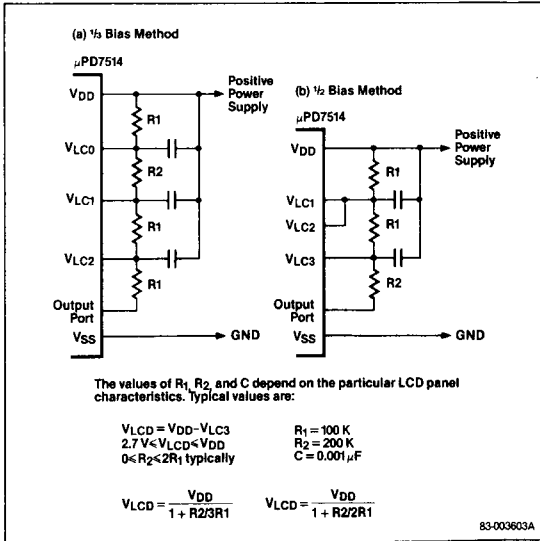 (a) 1/3 Bias Method
µPD7514
VDD
R1
Positive
Power
Supply
VLC0
R2
VLC1
R1
VLC2
R1
Output
Port
VSS
GND
(b) 1/2 Bias Method
µPD7514
VDD
R1
Positive
Power
Supply
VLC1
R1
VLC2
VLC3
R2
Output
Port
VSS
GND
The values of R1, R2, and C depend on the particular LCD panel
characteristics. Typical values are:
VLCD = VDD-VLC3
2.7 V≤VLCD≤VDD
0≤R2≤2R1 typically
R1 = 100 K
R2 = 200 K
C = 0.001 µF
VLCD = VDD / 1 + R2/3R1
VLCD = VDD / 1 + R2/2R1
83-003603A